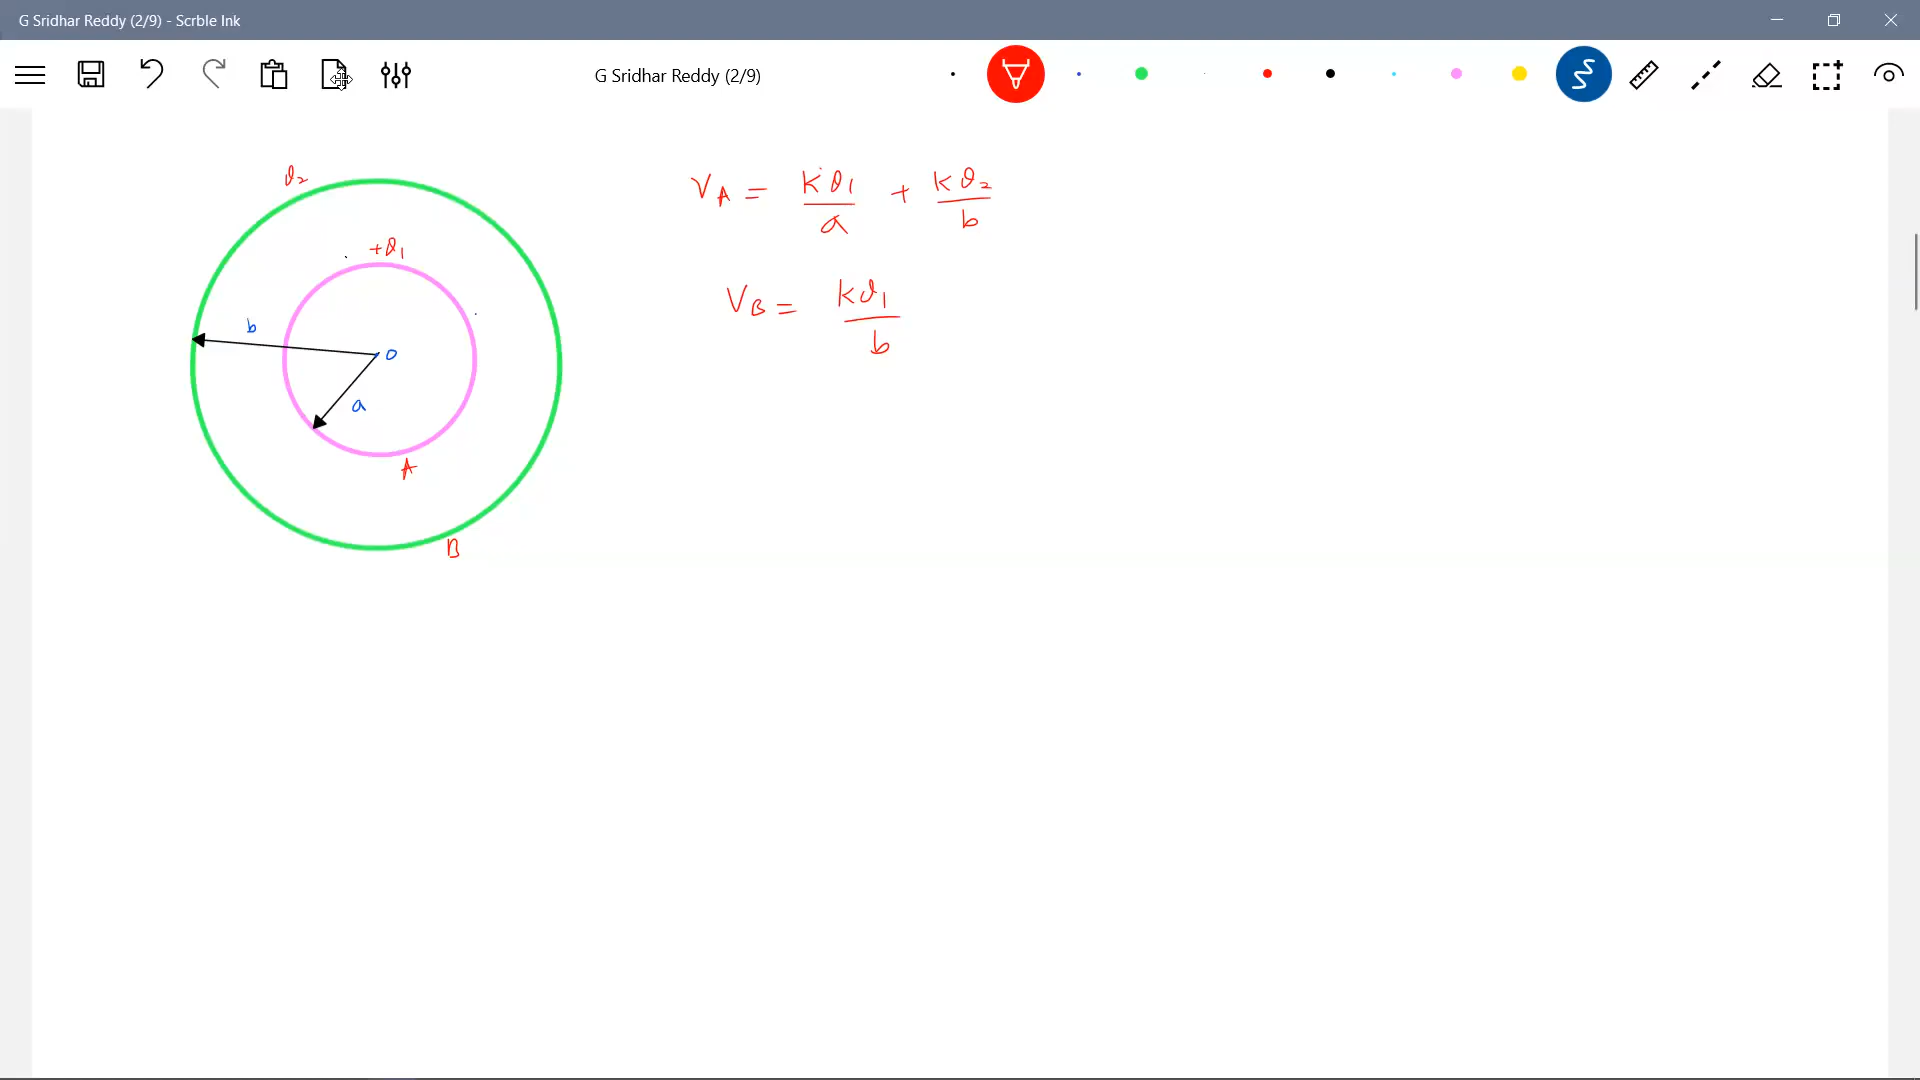 G Sridhar Reddy (2/9) - Scrble Ink
G Sridhar Reddy (2/9)
Q2
+Q1
b
O
a
A
B
VA = KQ1/a + KQ2/b
VB = KQ1/b